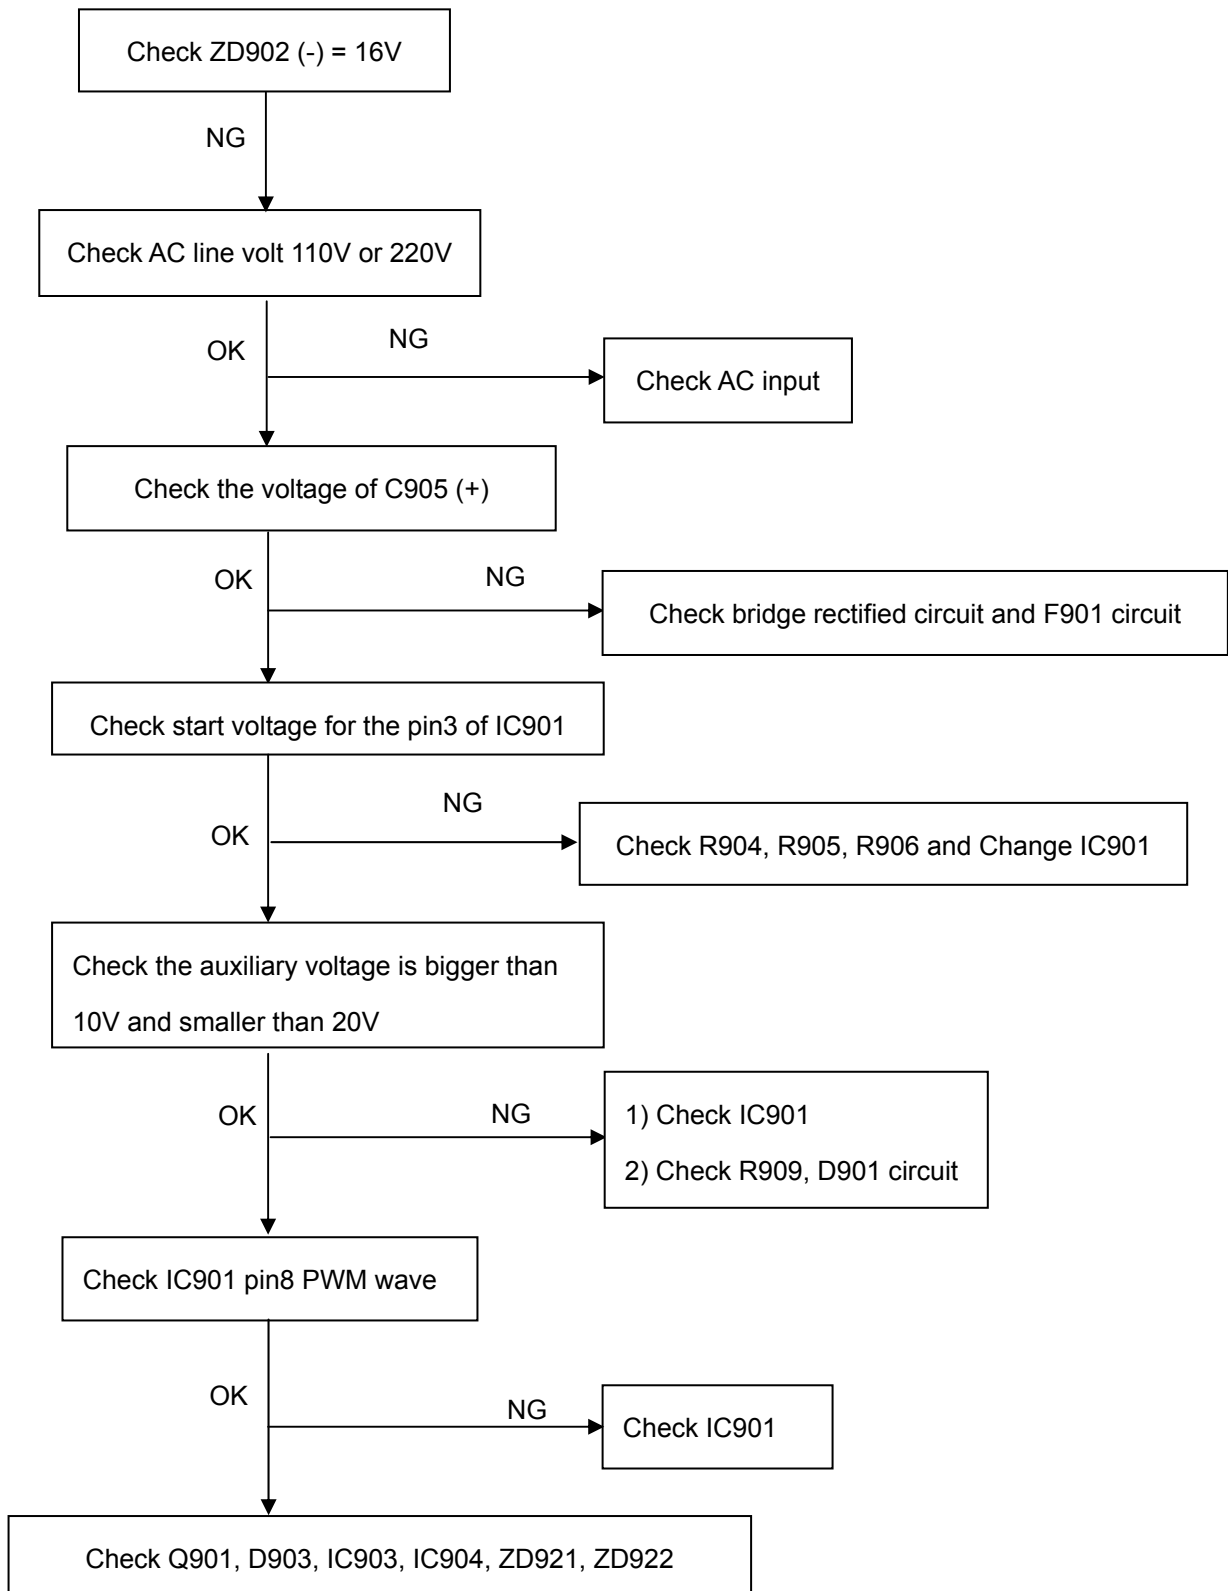 Check ZD902 (-) = 16V
NG
Check AC line volt 110V or 220V
OK
NG
Check AC input
Check the voltage of C905 (+)
OK
NG
Check bridge rectified circuit and F901 circuit
Check start voltage for the pin3 of IC901
NG
OK
Check R904, R905, R906 and Change IC901
Check the auxiliary voltage is bigger than
10V and smaller than 20V
OK
NG
1) Check IC901
2) Check R909, D901 circuit
Check IC901 pin8 PWM wave
OK
NG
Check IC901
Check Q901, D903, IC903, IC904, ZD921, ZD922